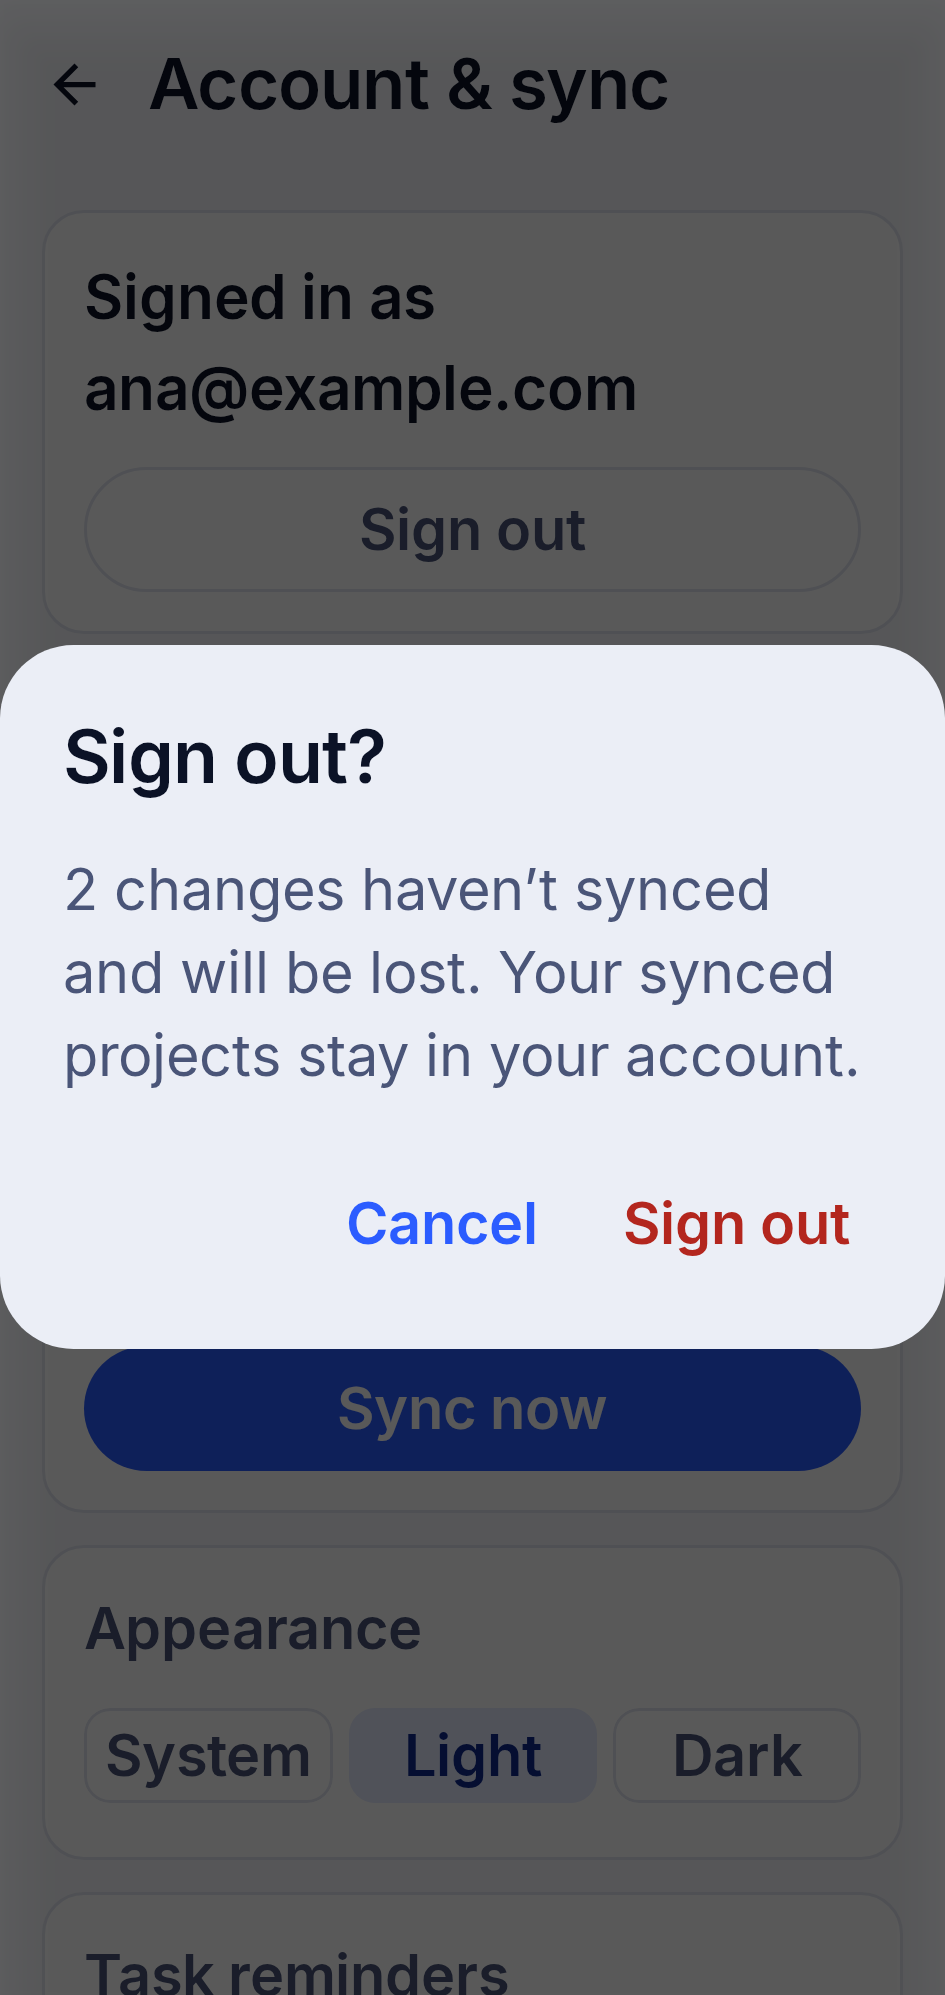 Account & sync
Signed in as
ana@example.com
Sign out
Sign out?
2 changes haven’t synced
and will be lost. Your synced
projects stay in your account.
Cancel Sign out
Sync now
Appearance
System Light Dark
Task reminders